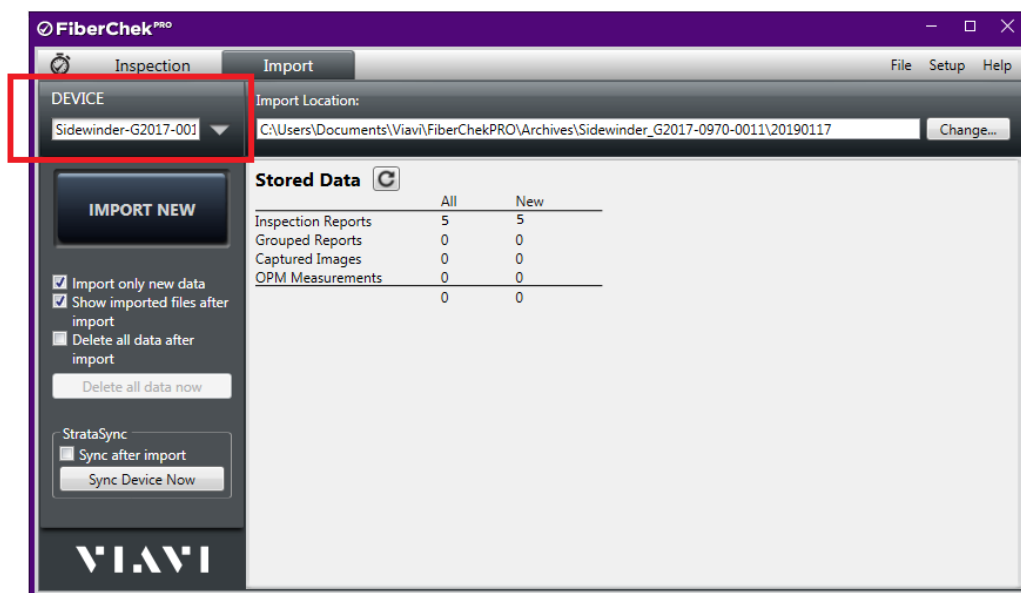 FiberChek PRO
Inspection Import File Setup Help
DEVICE
Sidewinder-G2017-001
Import Location:
C:\Users\Documents\Viavi\FiberChekPRO\Archives\Sidewinder_G2017-0970-0011\20190117 Change...
IMPORT NEW
Import only new data
Show imported files after
import
Delete all data after
import
Delete all data now
StrataSync
Sync after import
Sync Device Now
VIAVI
Stored Data
All New
Inspection Reports 5 5
Grouped Reports 0 0
Captured Images 0 0
OPM Measurements 0 0
0 0